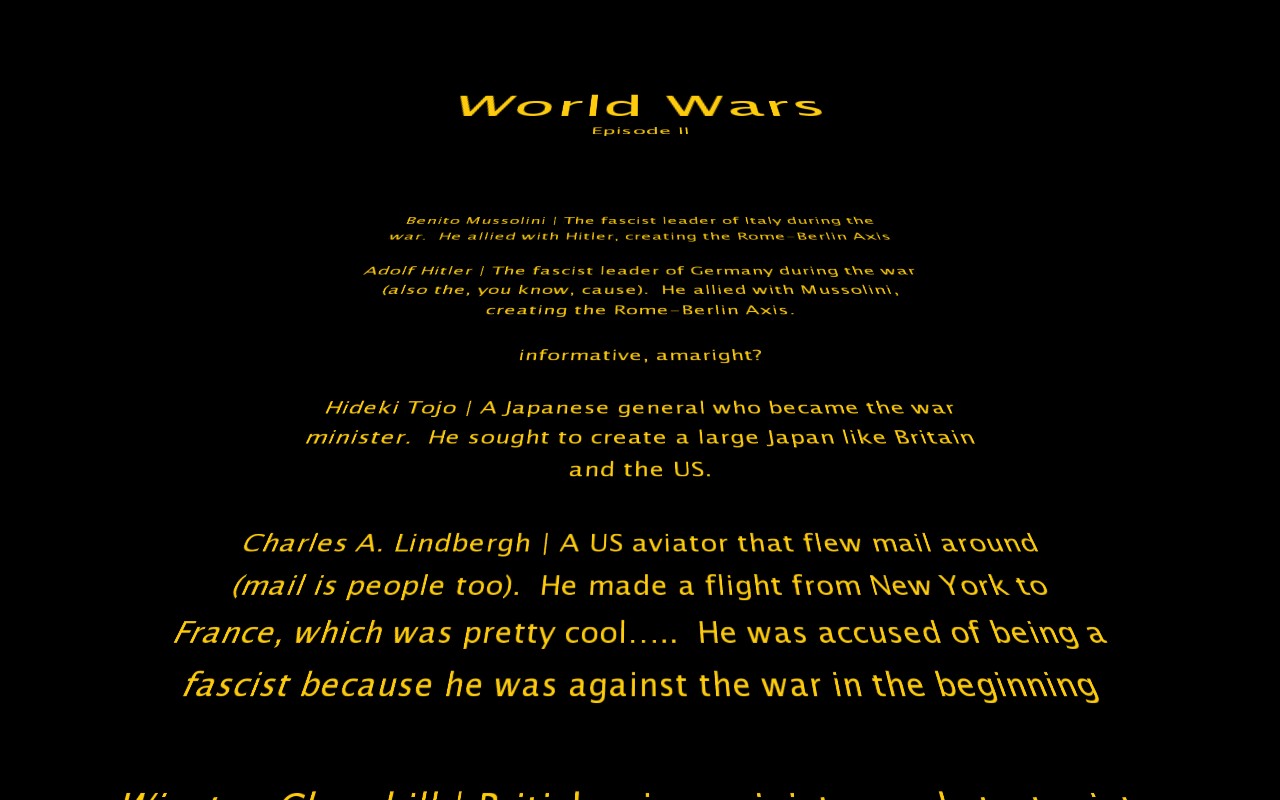 World Wars
Episode II
Benito Mussolini | The fascist leader of Italy during the
war.  He allied with Hitler, creating the Rome-Berlin Axis
Adolf Hitler | The fascist leader of Germany during the war
(also the, you know, cause).  He allied with Mussolini,
creating the Rome-Berlin Axis.
informative, amaright?
Hideki Tojo | A Japanese general who became the war
minister.  He sought to create a large Japan like Britain
and the US.
Charles A. Lindbergh | A US aviator that flew mail around
(mail is people too).  He made a flight from New York to
France, which was pretty cool.....  He was accused of being a
fascist because he was against the war in the beginning
Winston Churchill |